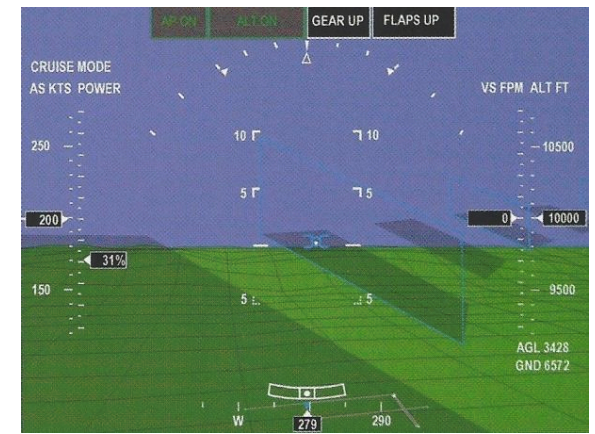 AP ON ALT ON GEAR UP FLAPS UP
CRUISE MODE
AS KTS POWER
VS FPM ALT FT
10 10
250 10500
5 5
200 0 10000
31%
150 5 5 9500
AGL 3428
GND 6572
W 279 290